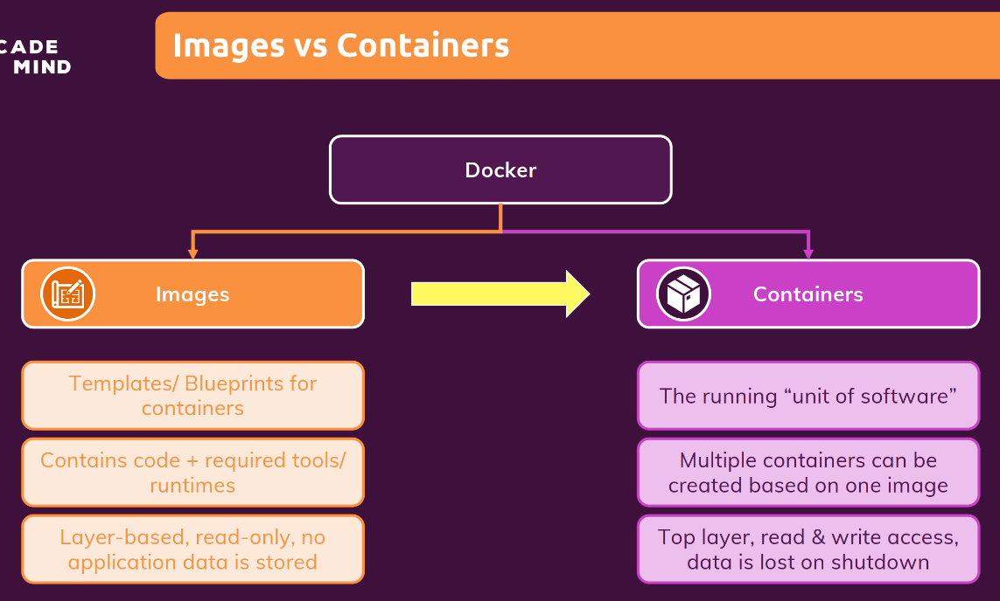 CADE
MIND
Images vs Containers
Docker
Images
Containers
Templates/ Blueprints for
containers
Contains code + required tools/
runtimes
Layer-based, read-only, no
application data is stored
The running “unit of software”
Multiple containers can be
created based on one image
Top layer, read & write access,
data is lost on shutdown